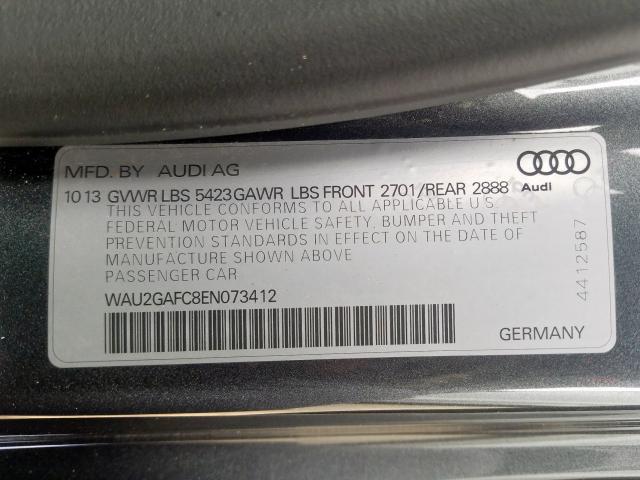 MFD. BY AUDI AG
10 13 GVWR LBS 5423 GAWR LBS FRONT 2701/REAR 2888
Audi
THIS VEHICLE CONFORMS TO ALL APPLICABLE U.S.
FEDERAL MOTOR VEHICLE SAFETY, BUMPER AND THEFT
PREVENTION STANDARDS IN EFFECT ON THE DATE OF
MANUFACTURE SHOWN ABOVE
PASSENGER CAR
WAU2GAFC8EN073412
4412587
GERMANY